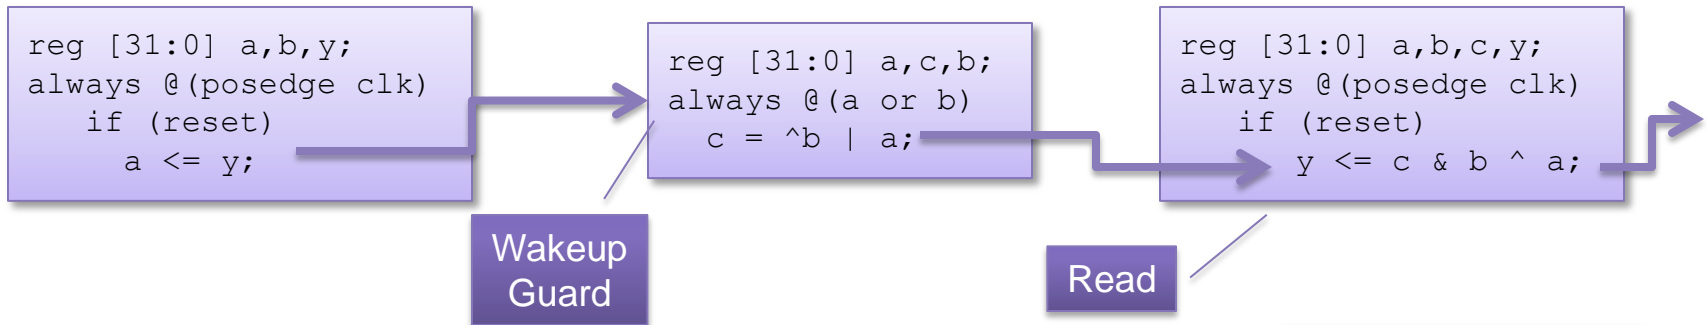 reg [31:0] a,b,y;
always @(posedge clk)
if (reset)
a <= y;
reg [31:0] a,c,b;
always @(a or b)
c = ^b | a;
reg [31:0] a,b,c,y;
always @(posedge clk)
if (reset)
y <= c & b ^ a;
Wakeup
Guard
Read